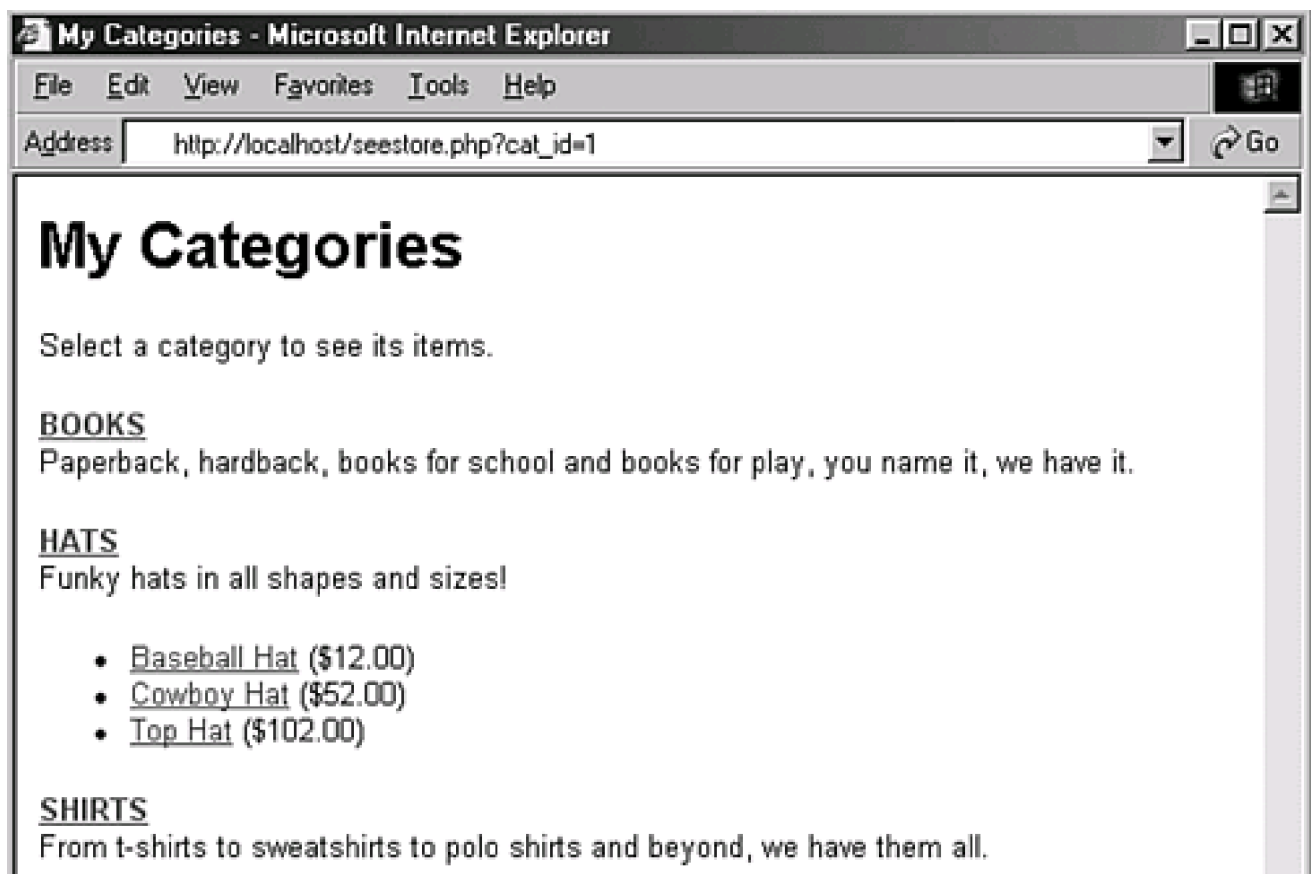 My Categories - Microsoft Internet Explorer
File Edit View Favorites Tools Help
Address http://localhost/seestore.php?cat_id=1 Go
My Categories
Select a category to see its items.
BOOKS
Paperback, hardback, books for school and books for play, you name it, we have it.
HATS
Funky hats in all shapes and sizes!
• Baseball Hat ($12.00)
• Cowboy Hat ($52.00)
• Top Hat ($102.00)
SHIRTS
From t-shirts to sweatshirts to polo shirts and beyond, we have them all.